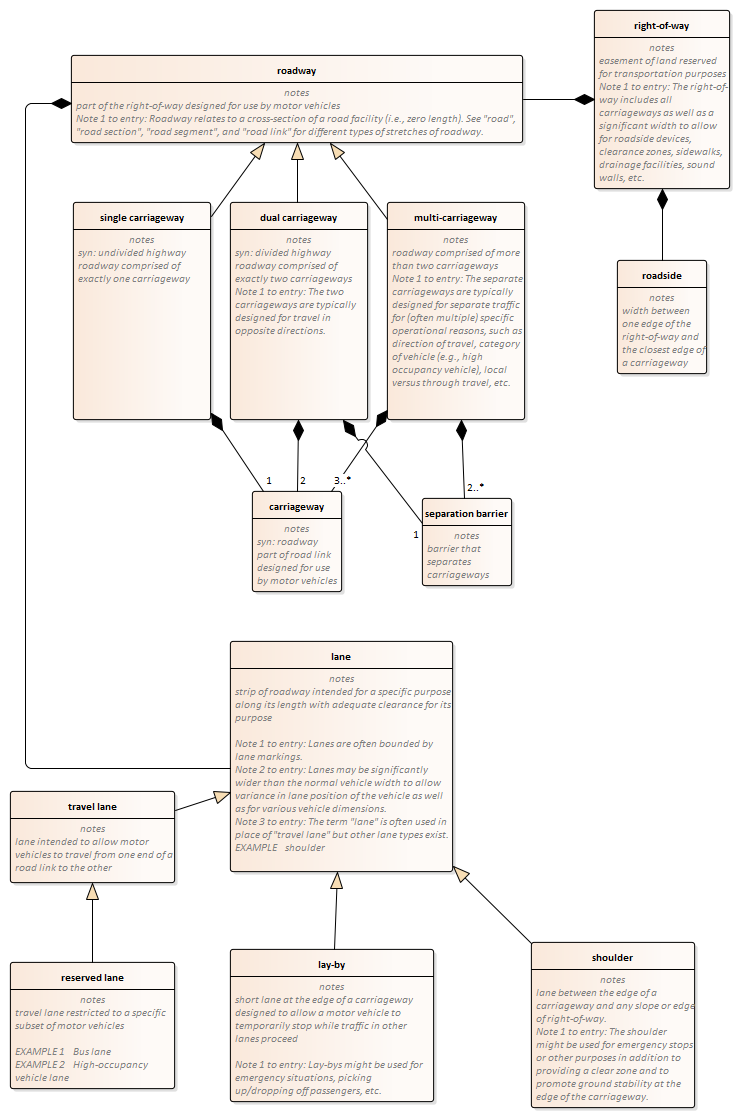 right-of-way
notes
easement of land reserved
for transportation purposes
Note 1 to entry: The right-of-
way includes all
carriageways as well as a
significant width to allow
for roadside devices,
clearance zones, sidewalks,
drainage facilities, sound
walls, etc.
roadway
notes
part of the right-of-way designed for use by motor vehicles
Note 1 to entry: Roadway relates to a cross-section of a road facility (i.e., zero length). See "road",
"road section", "road segment", and "road link" for different types of stretches of roadway.
single carriageway
notes
syn: undivided highway
roadway comprised of
exactly one carriageway
dual carriageway
notes
syn: divided highway
roadway comprised of
exactly two carriageways
Note 1 to entry: The two
carriageways are typically
designed for travel in
opposite directions.
multi-carriageway
notes
roadway comprised of more
than two carriageways
Note 1 to entry: The separate
carriageways are typically
designed for separate traffic
for (often multiple) specific
operational reasons, such as
direction of travel, category
of vehicle (e.g., high
occupancy vehicle), local
versus through travel, etc.
roadside
notes
width between
one edge of the
right-of-way and
the closest edge of
a carriageway
1
2
3..*
2..*
1
carriageway
notes
syn: roadway
part of road link
designed for use
by motor vehicles
separation barrier
notes
barrier that
separates
carriageways
lane
notes
strip of roadway intended for a specific purpose
along its length with adequate clearance for its
purpose
Note 1 to entry: Lanes are often bounded by
lane markings.
Note 2 to entry: Lanes may be significantly
wider than the normal vehicle width to allow
variance in lane position of the vehicle as well
as for various vehicle dimensions.
Note 3 to entry: The term "lane" is often used in
place of "travel lane" but other lane types exist.
EXAMPLE shoulder
travel lane
notes
lane intended to allow motor
vehicles to travel from one end of a
road link to the other
reserved lane
notes
travel lane restricted to a specific
subset of motor vehicles
EXAMPLE 1 Bus lane
EXAMPLE 2 High-occupancy
vehicle lane
lay-by
notes
short lane at the edge of a carriageway
designed to allow a motor vehicle to
temporarily stop while traffic in other
lanes proceed
Note 1 to entry: Lay-bys might be used for
emergency situations, picking
up/dropping off passengers, etc.
shoulder
notes
lane between the edge of a
carriageway and any slope or edge
of right-of-way.
Note 1 to entry: The shoulder
might be used for emergency stops
or other purposes in addition to
providing a clear zone and to
promote ground stability at the
edge of the carriageway.